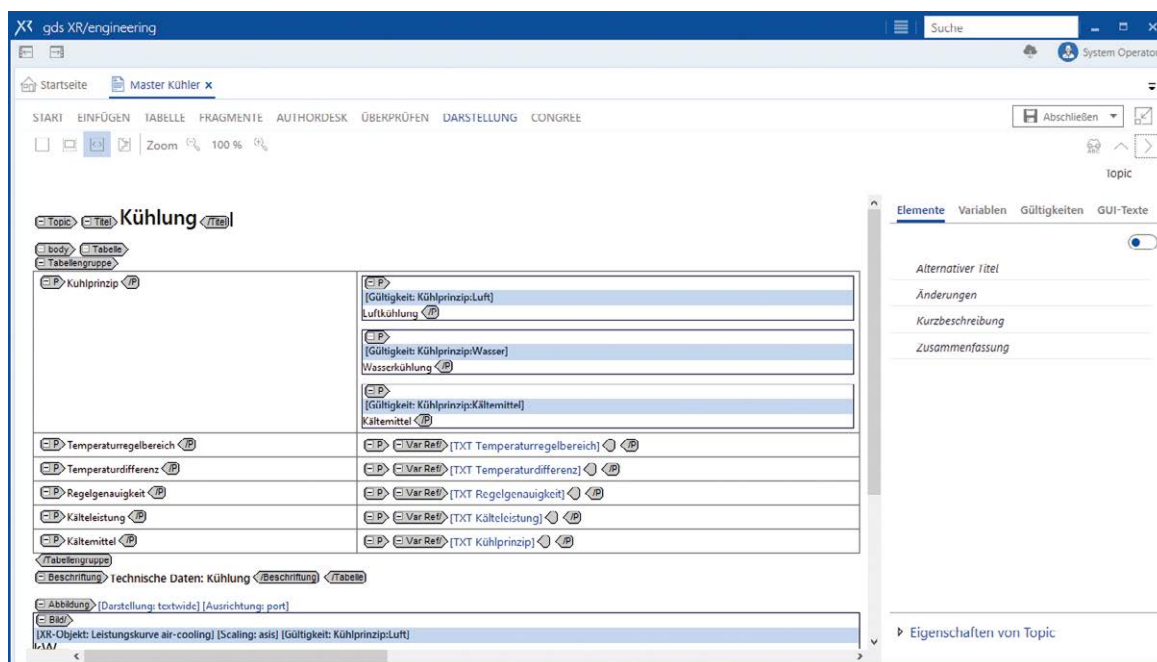 gds XR/engineering
Suche
System Operator
Startseite
Master Kühler x
START EINFÜGEN TABELLE FRAGMENTE AUTHORDESK ÜBERPRÜFEN DARSTELLUNG CONGREE
Abschließen
Zoom 100 %
ABC
Topic
Elemente Variablen Gültigkeiten GUI-Texte
Topic Titel Kühlung /Titel
body Tabelle
Tabellengruppe
P Kuhlprinzip /P
P
[Gültigkeit: Kühlprinzip:Luft]
Luftkühlung /P
P
[Gültigkeit: Kühlprinzip:Wasser]
Wasserkühlung /P
P
[Gültigkeit: Kühlprinzip:Kältemittel]
Kältemittel /P
P Temperaturregelbereich /P P Var Ref/ [TXT Temperaturregelbereich] /P
P Temperaturdifferenz /P P Var Ref/ [TXT Temperaturdifferenz] /P
P Regelgenauigkeit /P P Var Ref/ [TXT Regelgenauigkeit] /P
P Kälteleistung /P P Var Ref/ [TXT Kälteleistung] /P
P Kältemittel /P P Var Ref/ [TXT Kühlprinzip] /P
/Tabellengruppe
Beschriftung Technische Daten: Kühlung /Beschriftung /Tabelle
Abbildung [Darstellung: textwide] [Ausrichtung: port]
Bild/
[XR-Objekt: Leistungskurve air-cooling] [Scaling: asis] [Gültigkeit: Kühlprinzip:Luft]
kW
Alternativer Titel
Änderungen
Kurzbeschreibung
Zusammenfassung
Eigenschaften von Topic